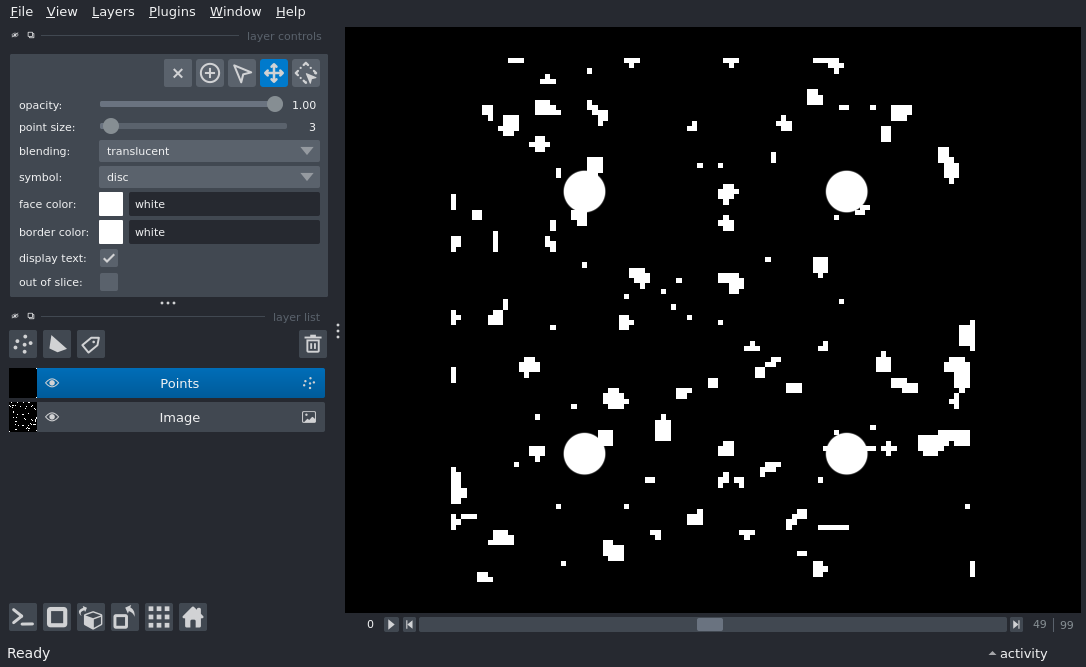 File View Layers Plugins Window Help
layer controls
opacity: 1.00
point size: 3
blending: translucent
symbol: disc
face color: white
border color: white
display text:
out of slice:
layer list
Points
Image
0 49 99
Ready activity